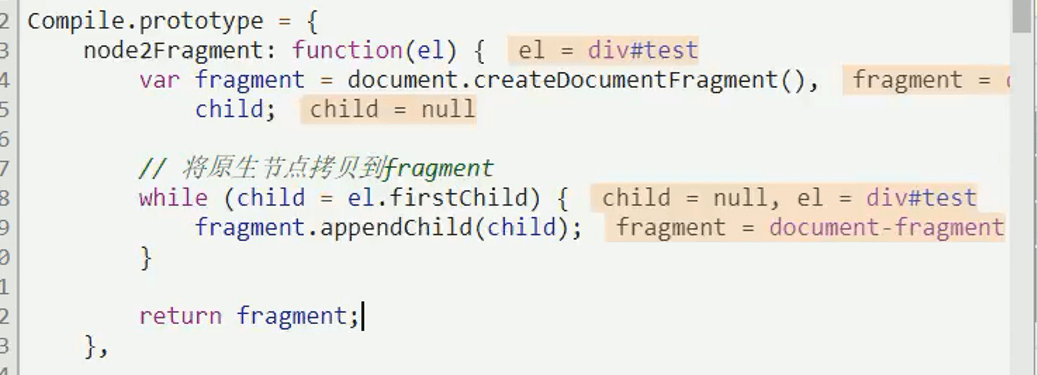 2 Compile.prototype = {
3 node2Fragment: function(el) { el = div#test
4 var fragment = document.createDocumentFragment(), fragment =
5 child; child = null
6
7 // 将原生节点拷贝到fragment
8 while (child = el.firstChild) { child = null, el = div#test
9 fragment.appendChild(child); fragment = document-fragment
0 }
1
2 return fragment;
3 },